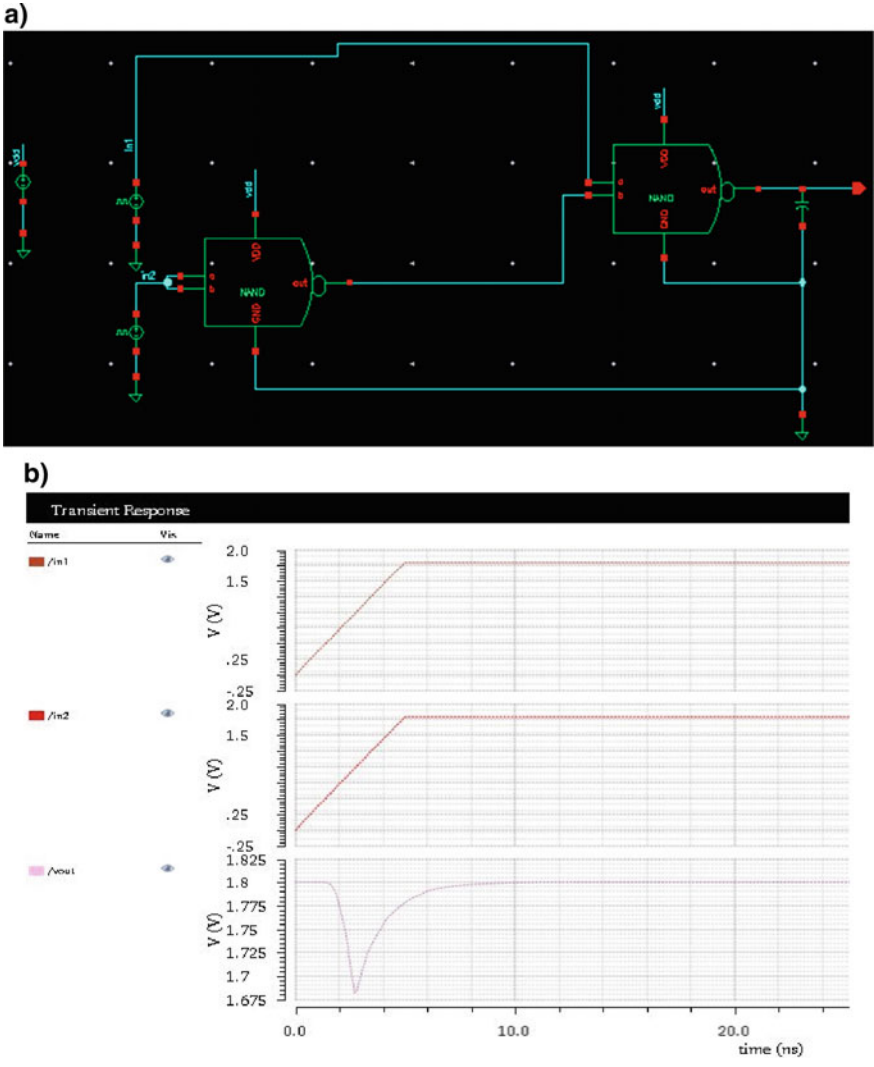 a)
vdd
in1
in2
vdd
VDD
a
b
NAND
out
GND
vdd
VDD
a
b
NAND
out
GND
b)
Transient Response
Name Vis
/in1
2.0
1.5
.25
-.25
V (V)
/in2
2.0
1.5
.25
-.25
V (V)
/vout
1.825
1.8
1.775
1.75
1.725
1.7
1.675
V (V)
0.0 10.0 20.0
time (ns)